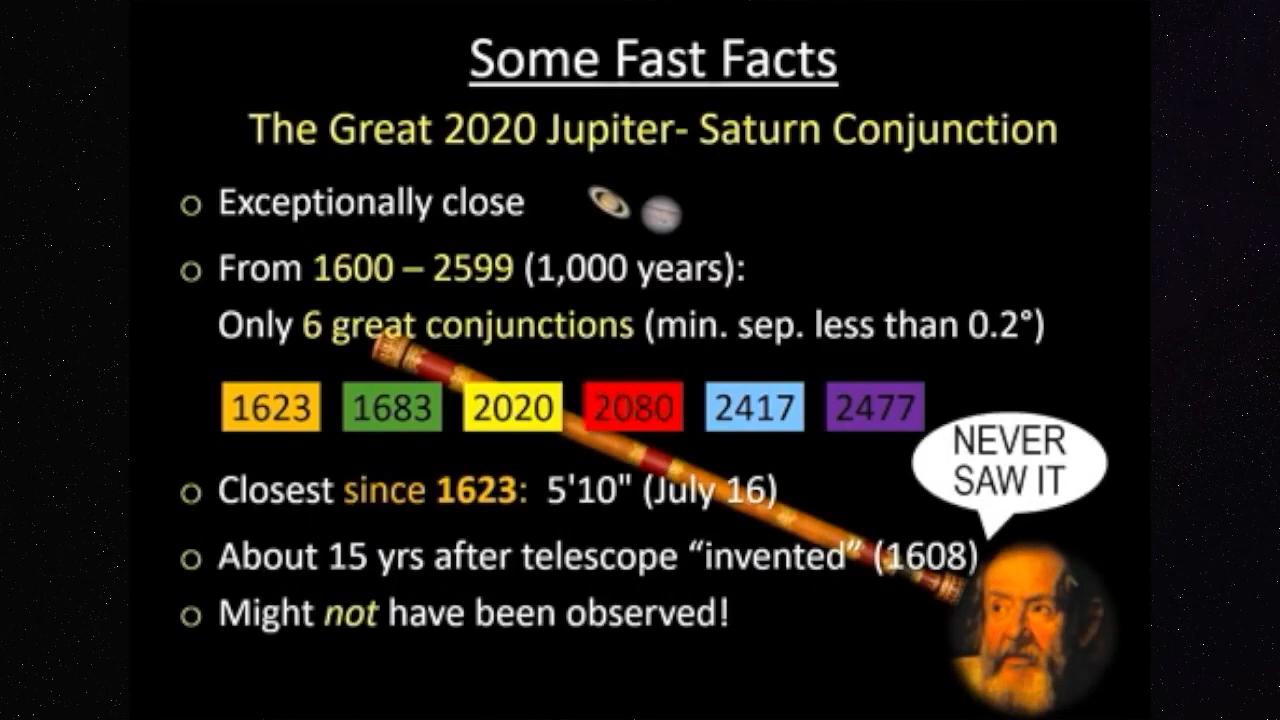 Some Fast Facts
The Great 2020 Jupiter- Saturn Conjunction
Exceptionally close
From 1600 – 2599 (1,000 years):
Only 6 great conjunctions (min. sep. less than 0.2°)
1623 1683 2020 2080 2417 2477
NEVER
SAW IT
Closest since 1623: 5'10" (July 16)
About 15 yrs after telescope “invented” (1608)
Might not have been observed!